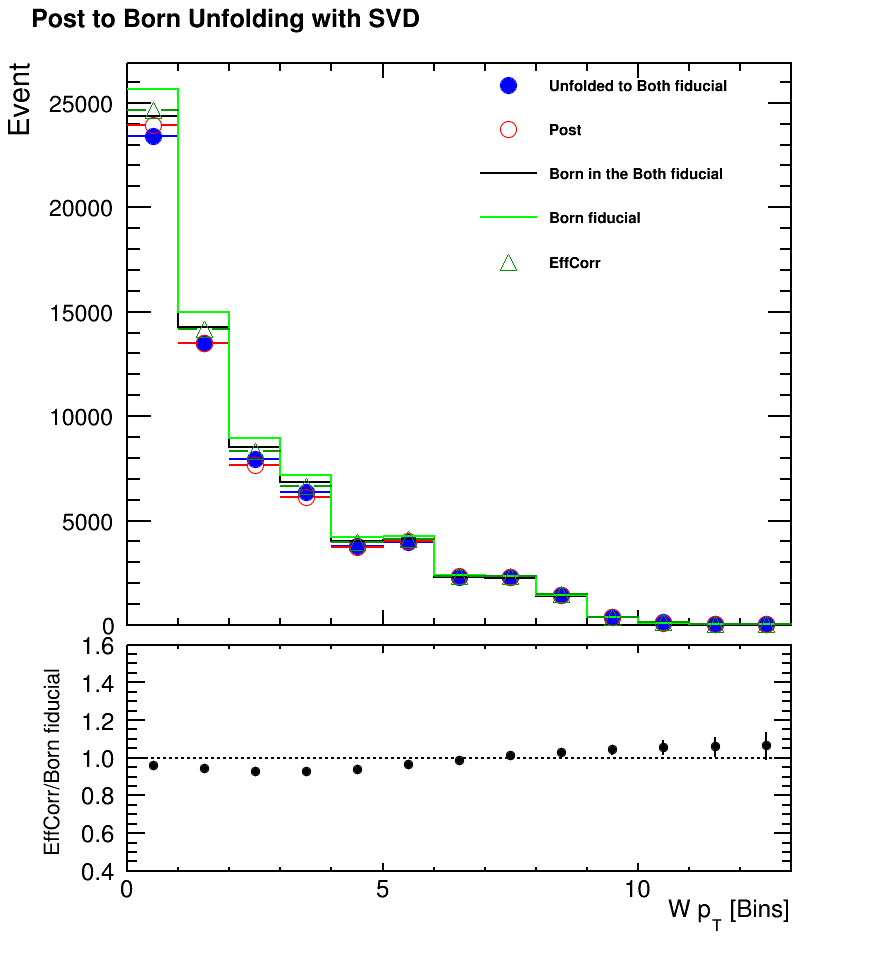 Post to Born Unfolding with SVD
Event
25000
20000
15000
10000
5000
0
Unfolded to Both fiducial
Post
Born in the Both fiducial
Born fiducial
EffCorr
EffCorr/Born fiducial
1.6
1.4
1.2
1.0
0.8
0.6
0.4
0 5 10
W p_T [Bins]